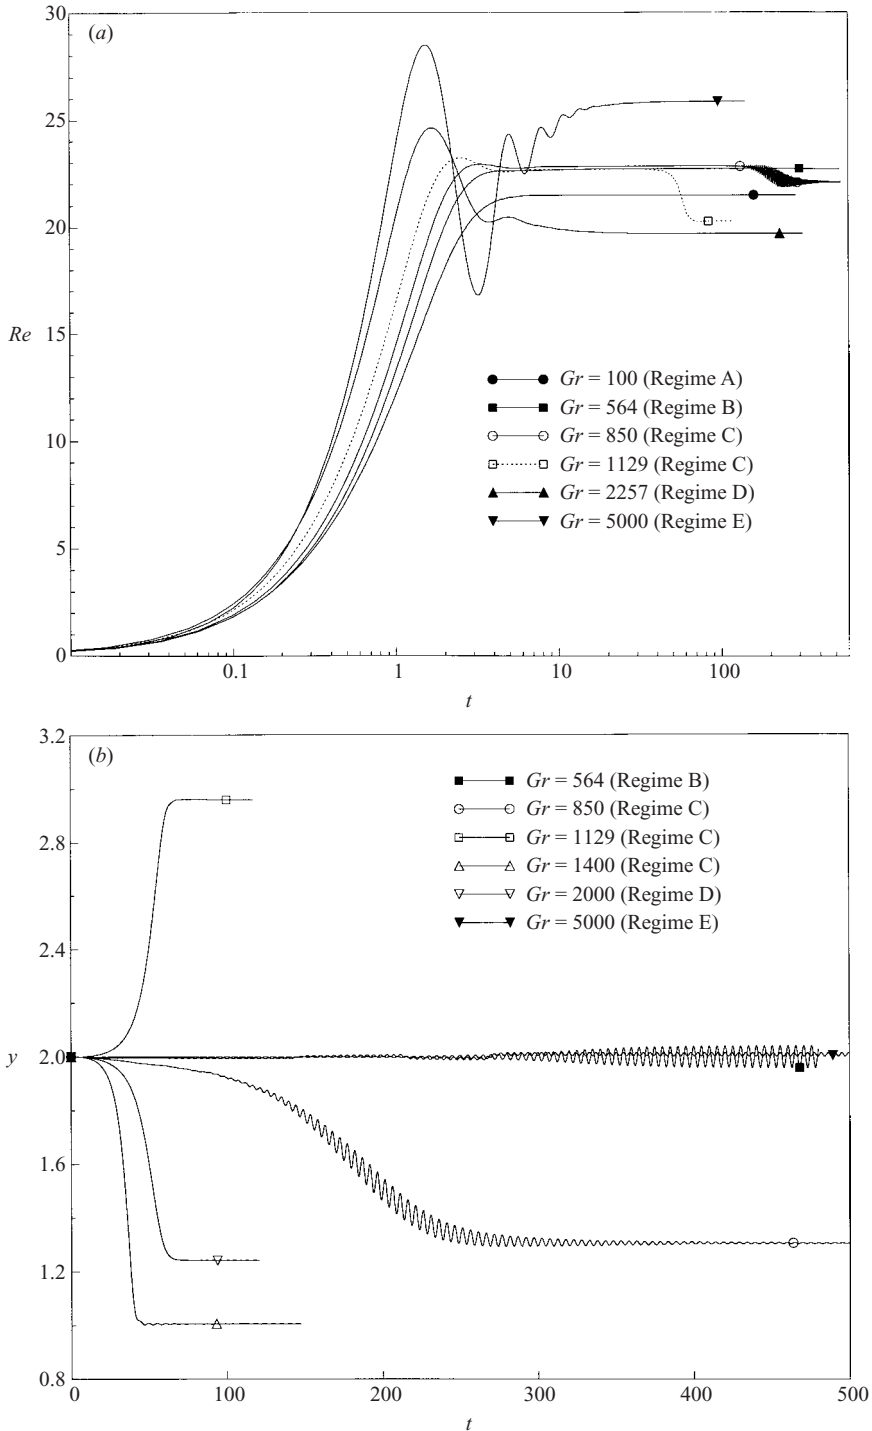 (a)
30
25
20
Re 15
10
5
0
Gr = 100 (Regime A)
Gr = 564 (Regime B)
Gr = 850 (Regime C)
Gr = 1129 (Regime C)
Gr = 2257 (Regime D)
Gr = 5000 (Regime E)
0.1 1 10 100
t
(b)
3.2
2.8
2.4
y 2.0
1.6
1.2
0.8
Gr = 564 (Regime B)
Gr = 850 (Regime C)
Gr = 1129 (Regime C)
Gr = 1400 (Regime C)
Gr = 2000 (Regime D)
Gr = 5000 (Regime E)
0 100 200 300 400 500
t